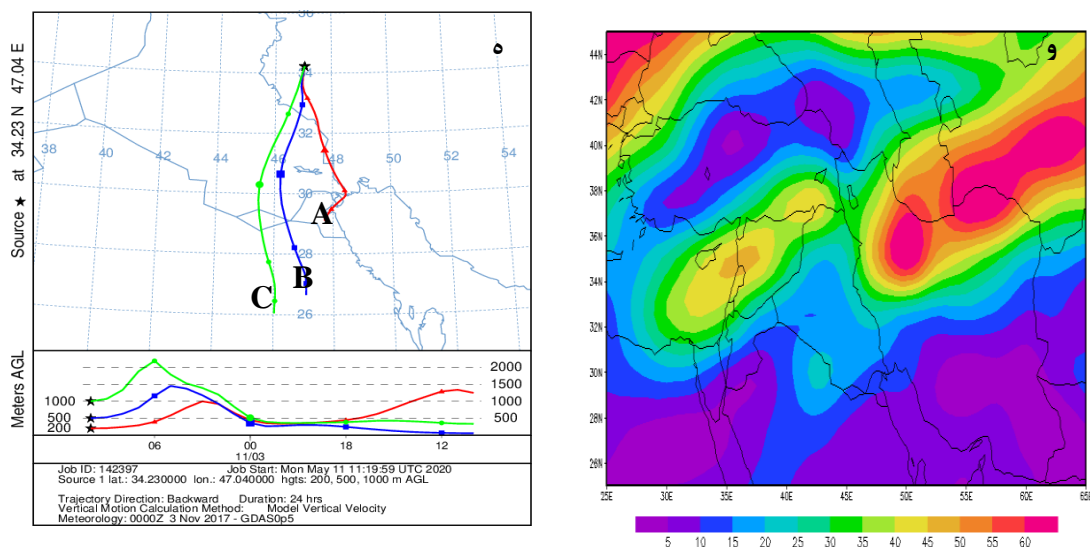 ه
Source ★ at 34.23 N 47.04 E
36
34
32
38 40 42 44 46 48 50 52 54
30
28
26
A
B
C
Meters AGL
2000
1500
1000 1000
500 500
200
06 00 18 12
11/03
Job ID: 142397 Job Start: Mon May 11 11:19:59 UTC 2020
Source 1 lat.: 34.230000 lon.: 47.040000 hgts: 200, 500, 1000 m AGL
Trajectory Direction: Backward Duration: 24 hrs
Vertical Motion Calculation Method: Model Vertical Velocity
Meteorology: 0000Z 3 Nov 2017 - GDAS0p5
و
44N
42N
40N
38N
36N
34N
32N
30N
28N
26N
25E 30E 35E 40E 45E 50E 55E 60E 65E
5 10 15 20 25 30 35 40 45 50 55 60